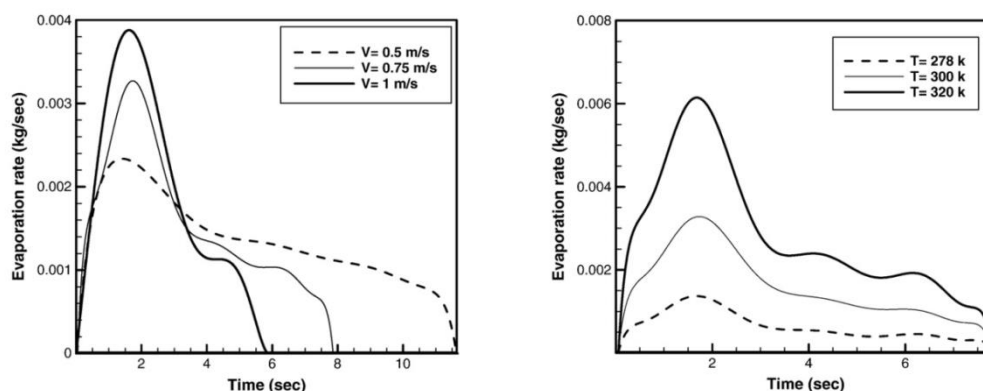 Evaporation rate (kg/sec)
0.004
0.003
0.002
0.001
0
V= 0.5 m/s
V= 0.75 m/s
V= 1 m/s
2
4
6
8
10
Time (sec)
Evaporation rate (kg/sec)
0.008
0.006
0.004
0.002
T= 278 k
T= 300 k
T= 320 k
2
4
6
Time (sec)